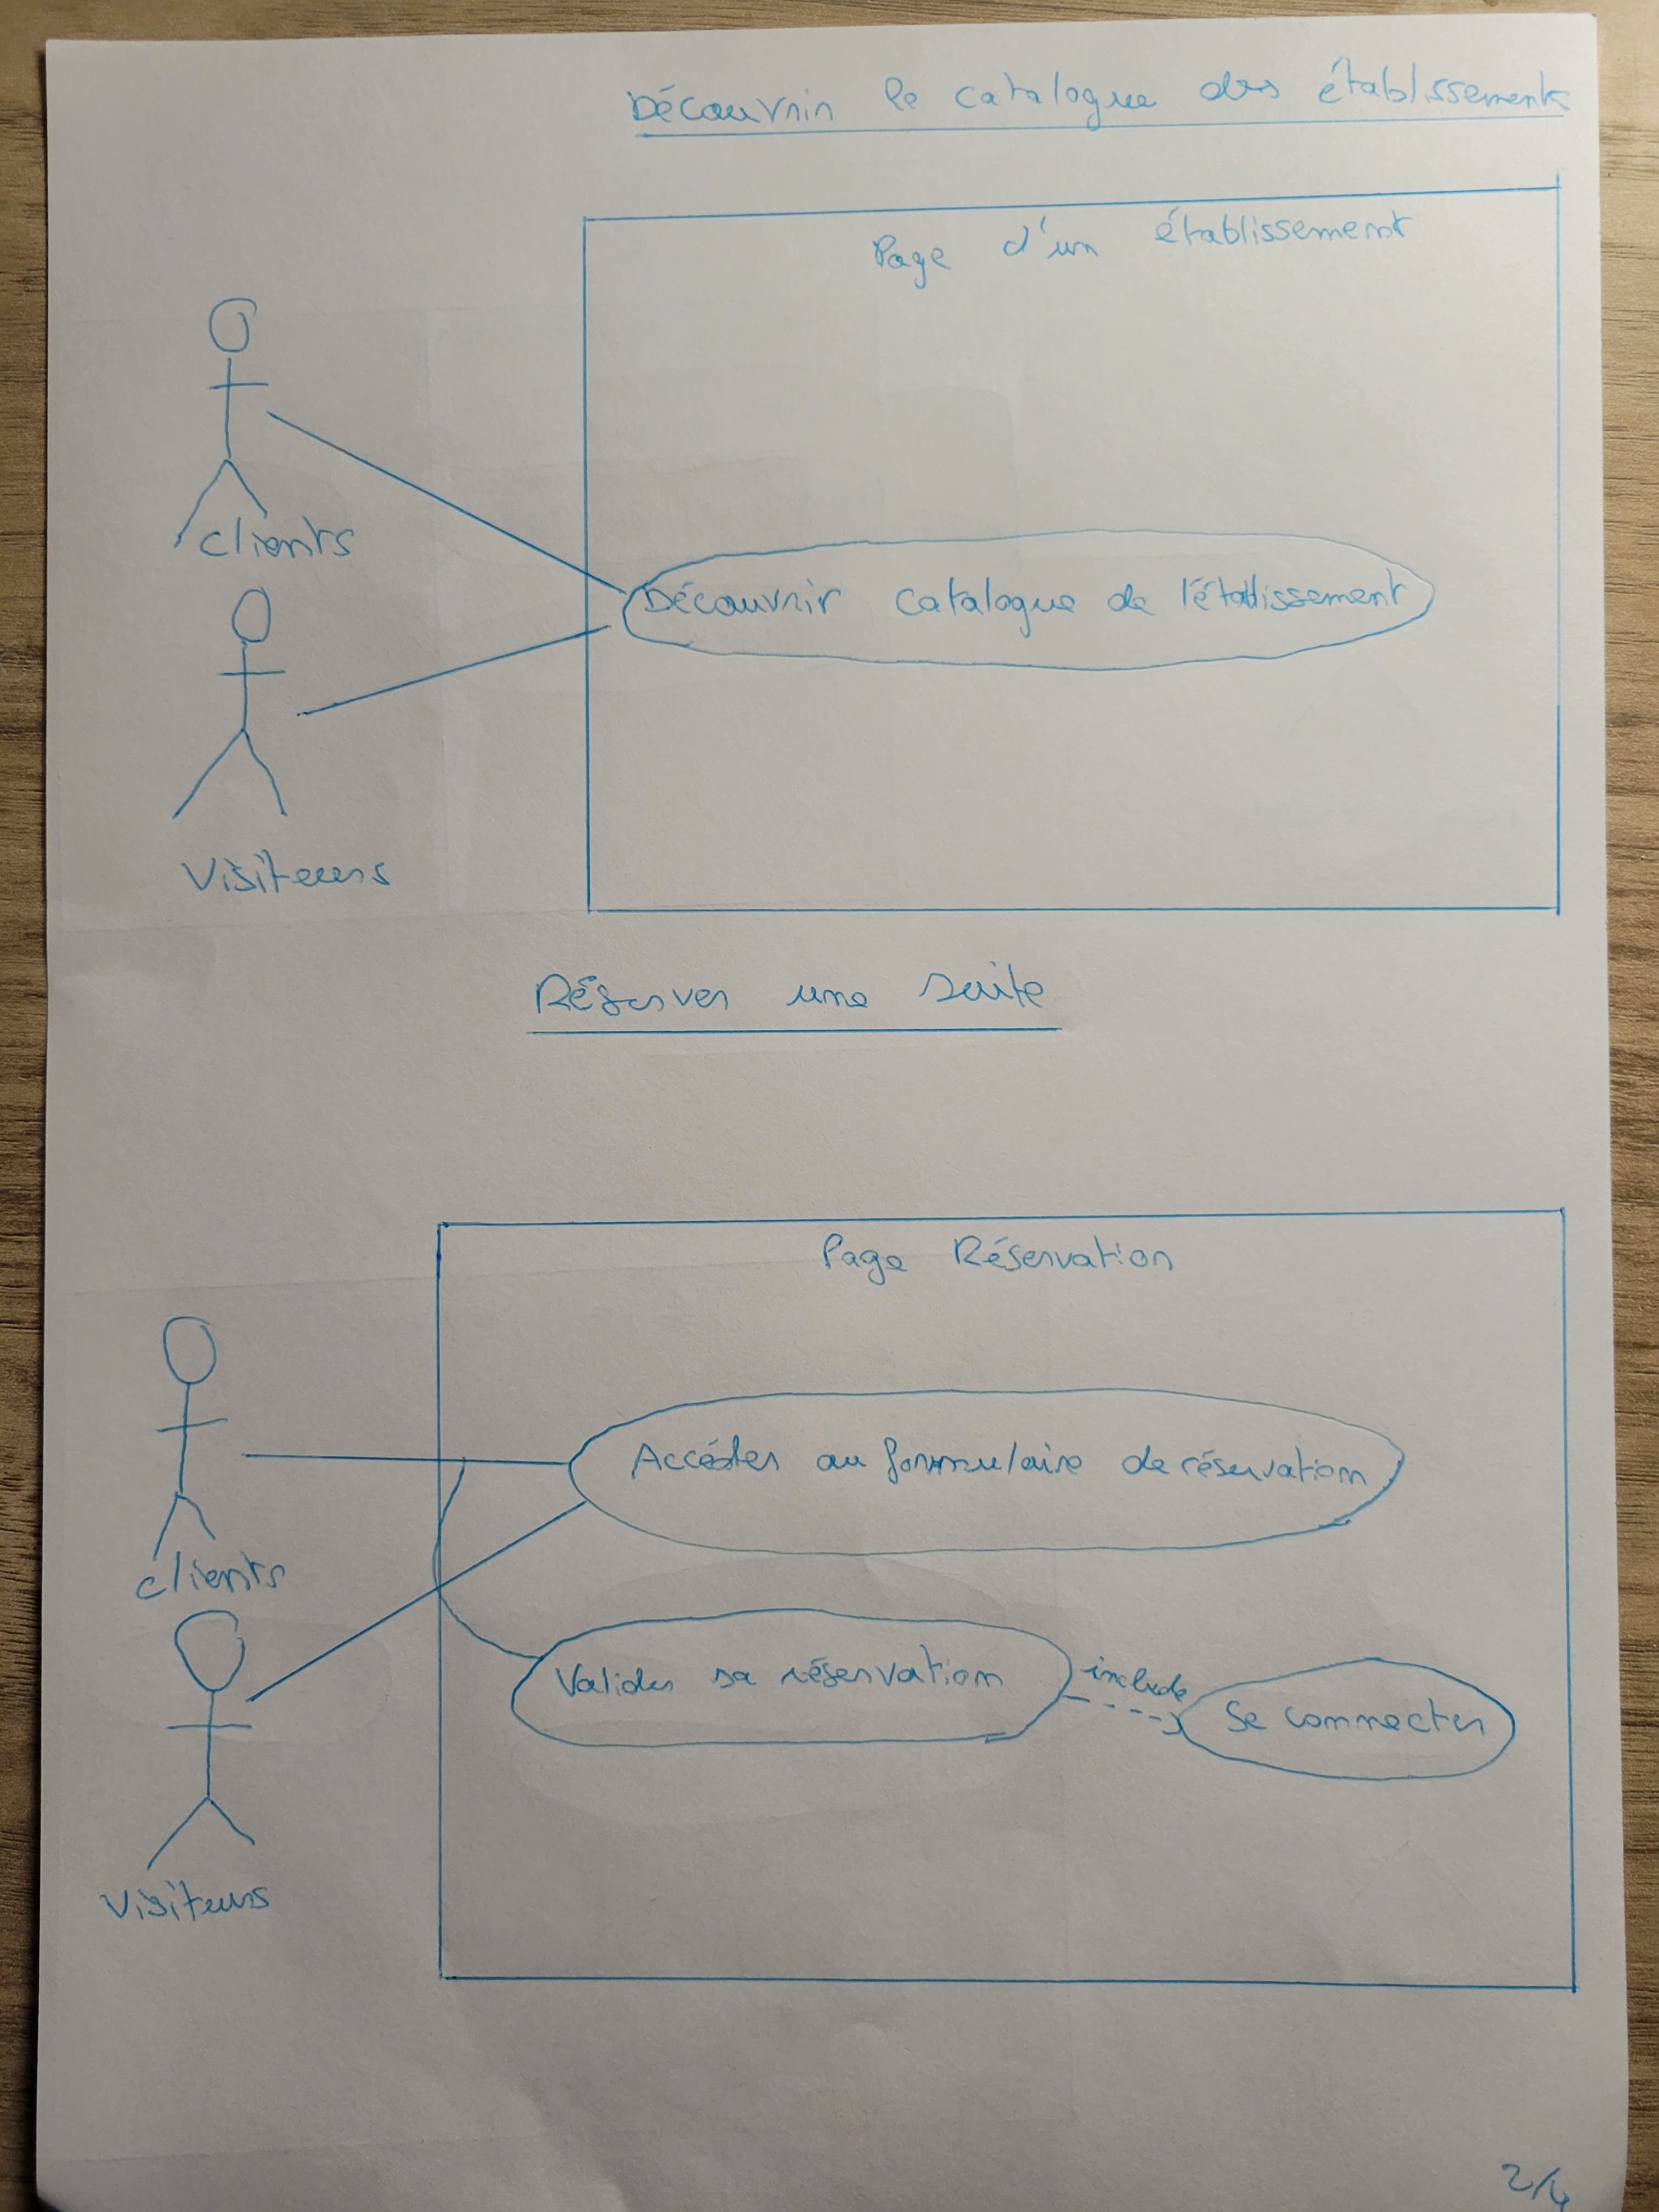 Découvrir le catalogue des établissements
Page d'un établissement
clients
Découvrir catalogue de l'établissement
Visiteurs
Réserver une suite
Page Réservation
Accéder au formulaire de réservation
clients
Valider sa réservation
include
Se connecter
Visiteurs
2/4